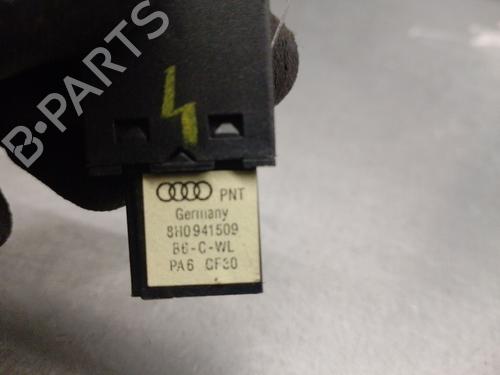 B-PARTS
PNT
Germany
8H0941509
B6-C-WL
PA6 GF30